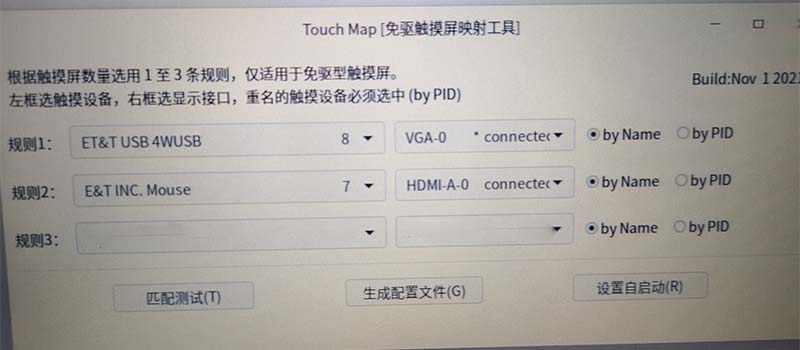 Touch Map [免驱触摸屏映射工具]
根据触摸屏数量选用 1 至 3 条规则，仅适用于免驱型触摸屏。
Build:Nov 1 202
左框选触摸设备，右框选显示接口，重名的触摸设备必须选中 (by PID)
规则1： ET&T USB 4WUSB 8 VGA-0 * connected by Name by PID
规则2： E&T INC. Mouse 7 HDMI-A-0 connected by Name by PID
规则3： by Name by PID
匹配测试(T) 生成配置文件(G) 设置自启动(R)